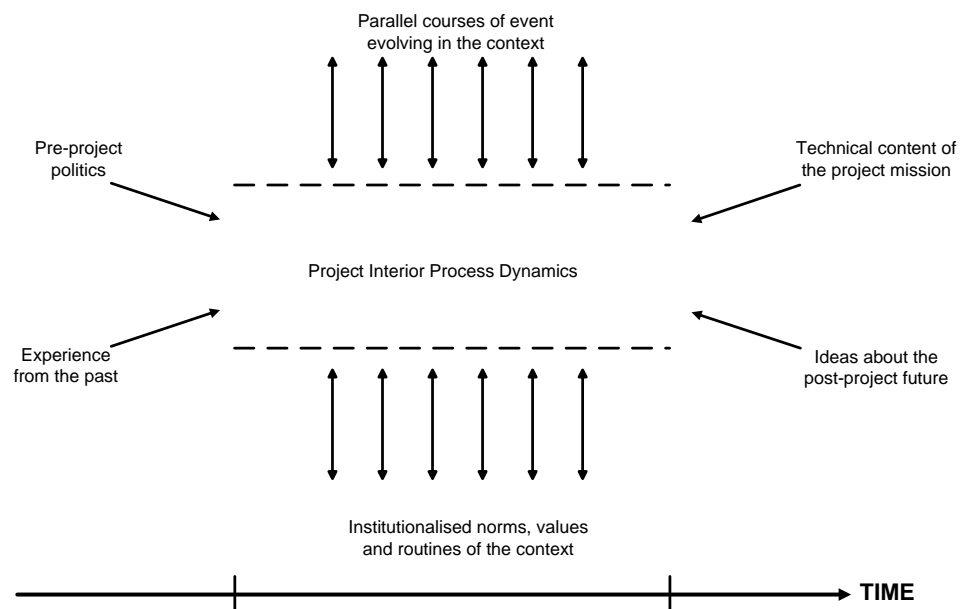 Parallel courses of event
evolving in the context
Pre-project
politics
Technical content of
the project mission
Project Interior Process Dynamics
Experience
from the past
Ideas about the
post-project future
Institutionalised norms, values
and routines of the context
TIME